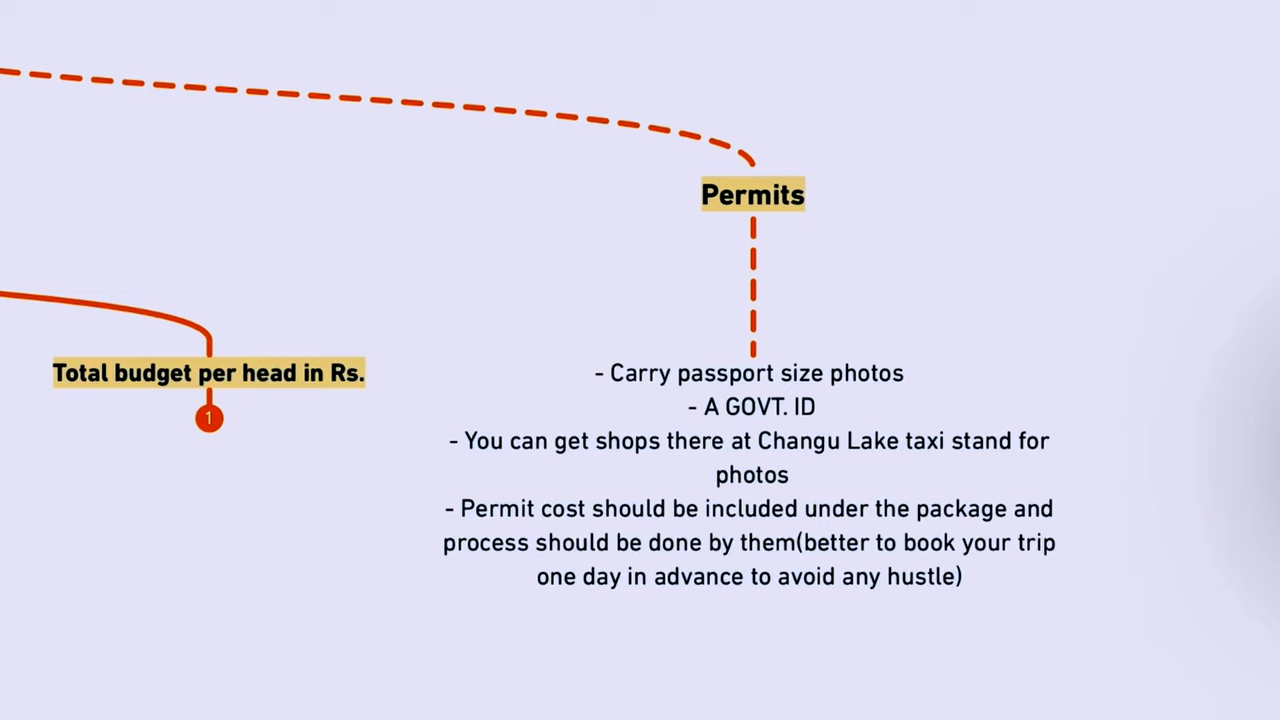 Permits
Total budget per head in Rs.
1
- Carry passport size photos
- A GOVT. ID
- You can get shops there at Changu Lake taxi stand for
photos
- Permit cost should be included under the package and
process should be done by them(better to book your trip
one day in advance to avoid any hustle)